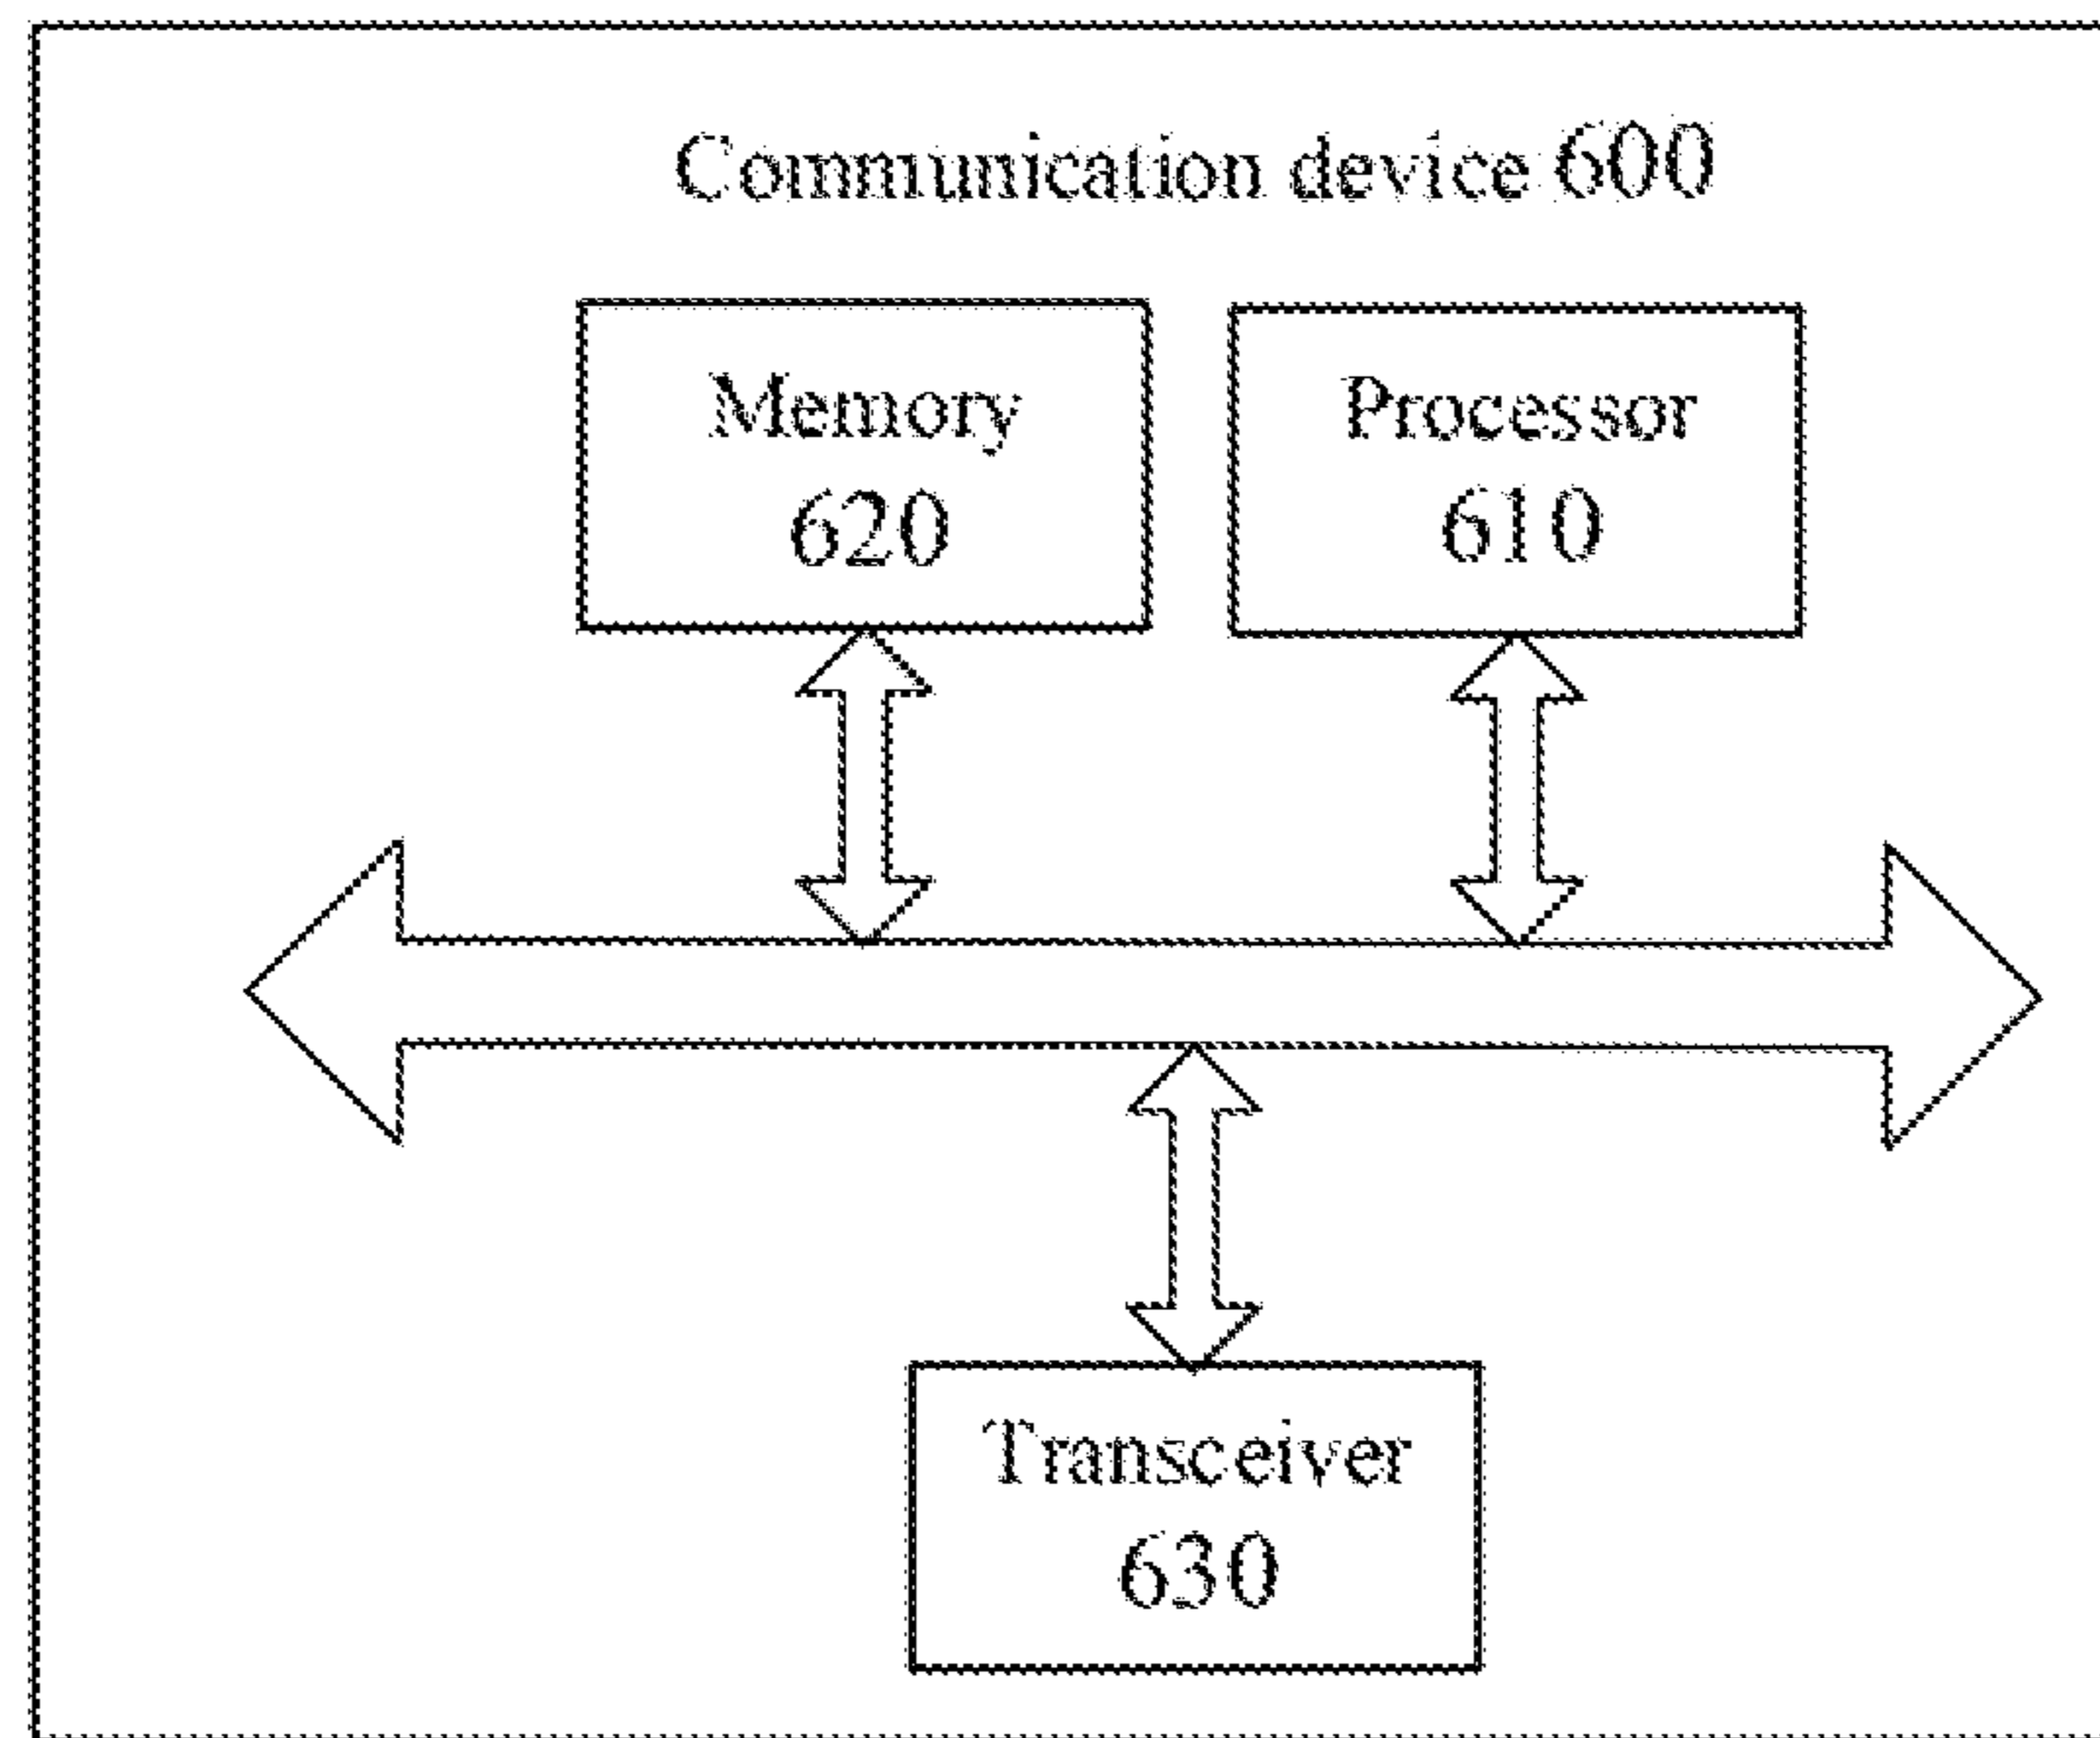 Communication device 600
Memory
620
Processor
610
Transceiver
630